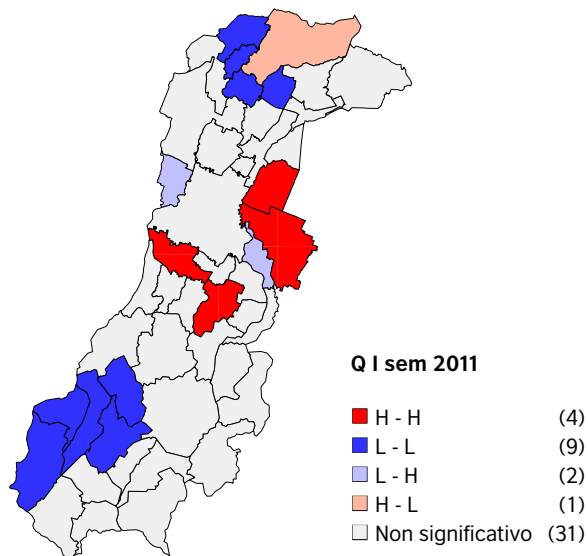 Q I sem 2011
H - H (4)
L - L (9)
L - H (2)
H - L (1)
Non significativo (31)